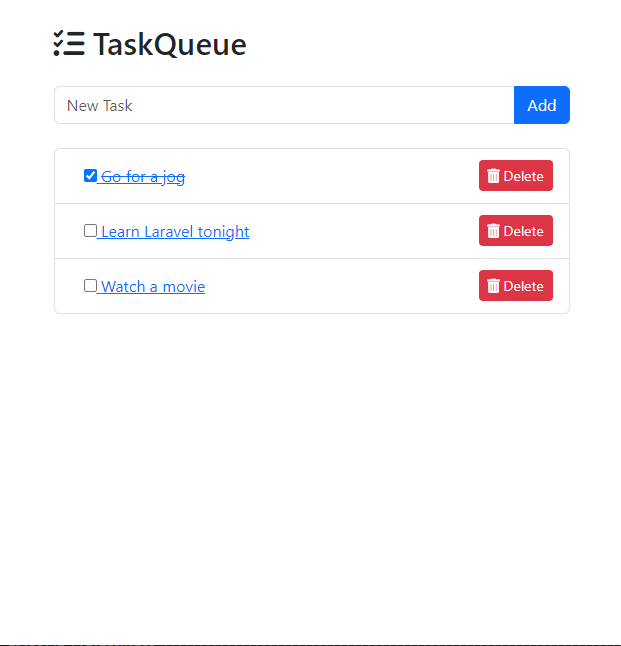 TaskQueue
New Task Add
Go for a jog Delete
Learn Laravel tonight Delete
Watch a movie Delete